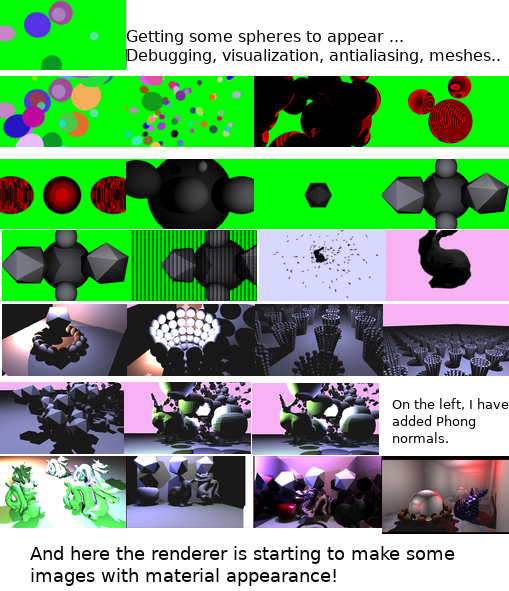 Getting some spheres to appear ...
Debugging, visualization, antialiasing, meshes..
On the left, I have
added Phong
normals.
And here the renderer is starting to make some
images with material appearance!